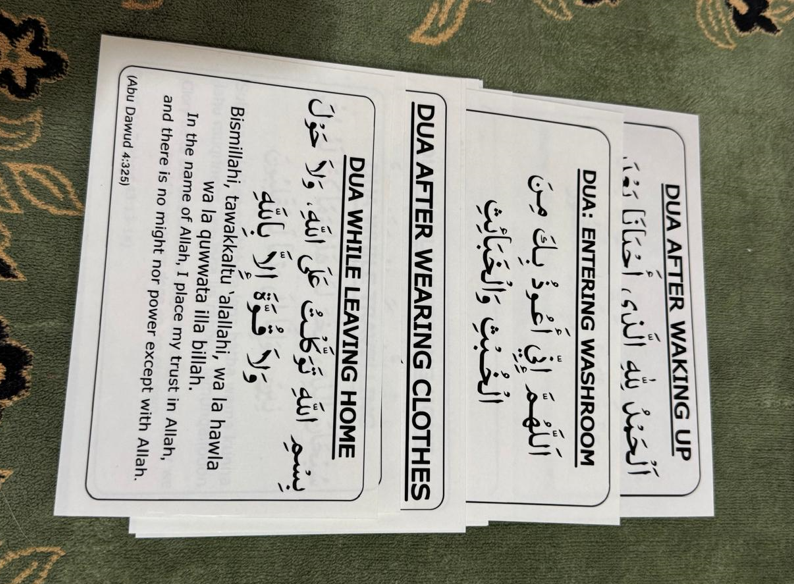 DUA AFTER WAKING UP
اَلْحَمْدُ لِلّٰهِ الَّذِى أَحْيَانَا بَعْدَ
DUA: ENTERING WASHROOM
اَللّٰهُمَّ إِنِّي أَعُوْذُ بِكَ مِنَ
الْخُبُثِ وَالْخَبَائِثِ
DUA AFTER WEARING CLOTHES
DUA WHILE LEAVING HOME
بِسْمِ اللّٰهِ تَوَكَّلْتُ عَلَى اللّٰهِ، وَلَا حَوْلَ
وَلَا قُوَّةَ إِلَّا بِاللّٰهِ
Bismillahi, tawakkaltu 'alallahi, wa la hawla
wa la quwwata illa billah.
In the name of Allah, I place my trust in Allah,
and there is no might nor power except with Allah.
(Abu Dawud 4:325)